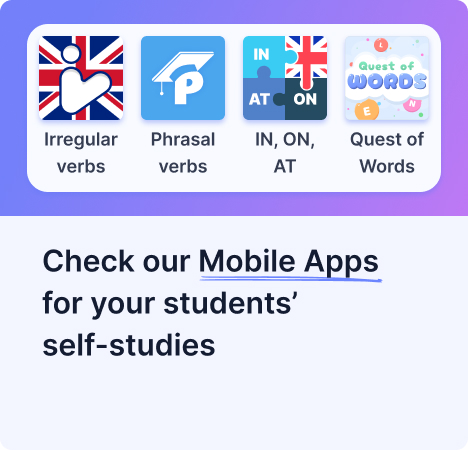 IN
AT ON
P
Quest of
WORDS
L
E
N
Irregular
verbs
Phrasal
verbs
IN, ON,
AT
Quest of
Words
Check our Mobile Apps
for your students’
self-studies